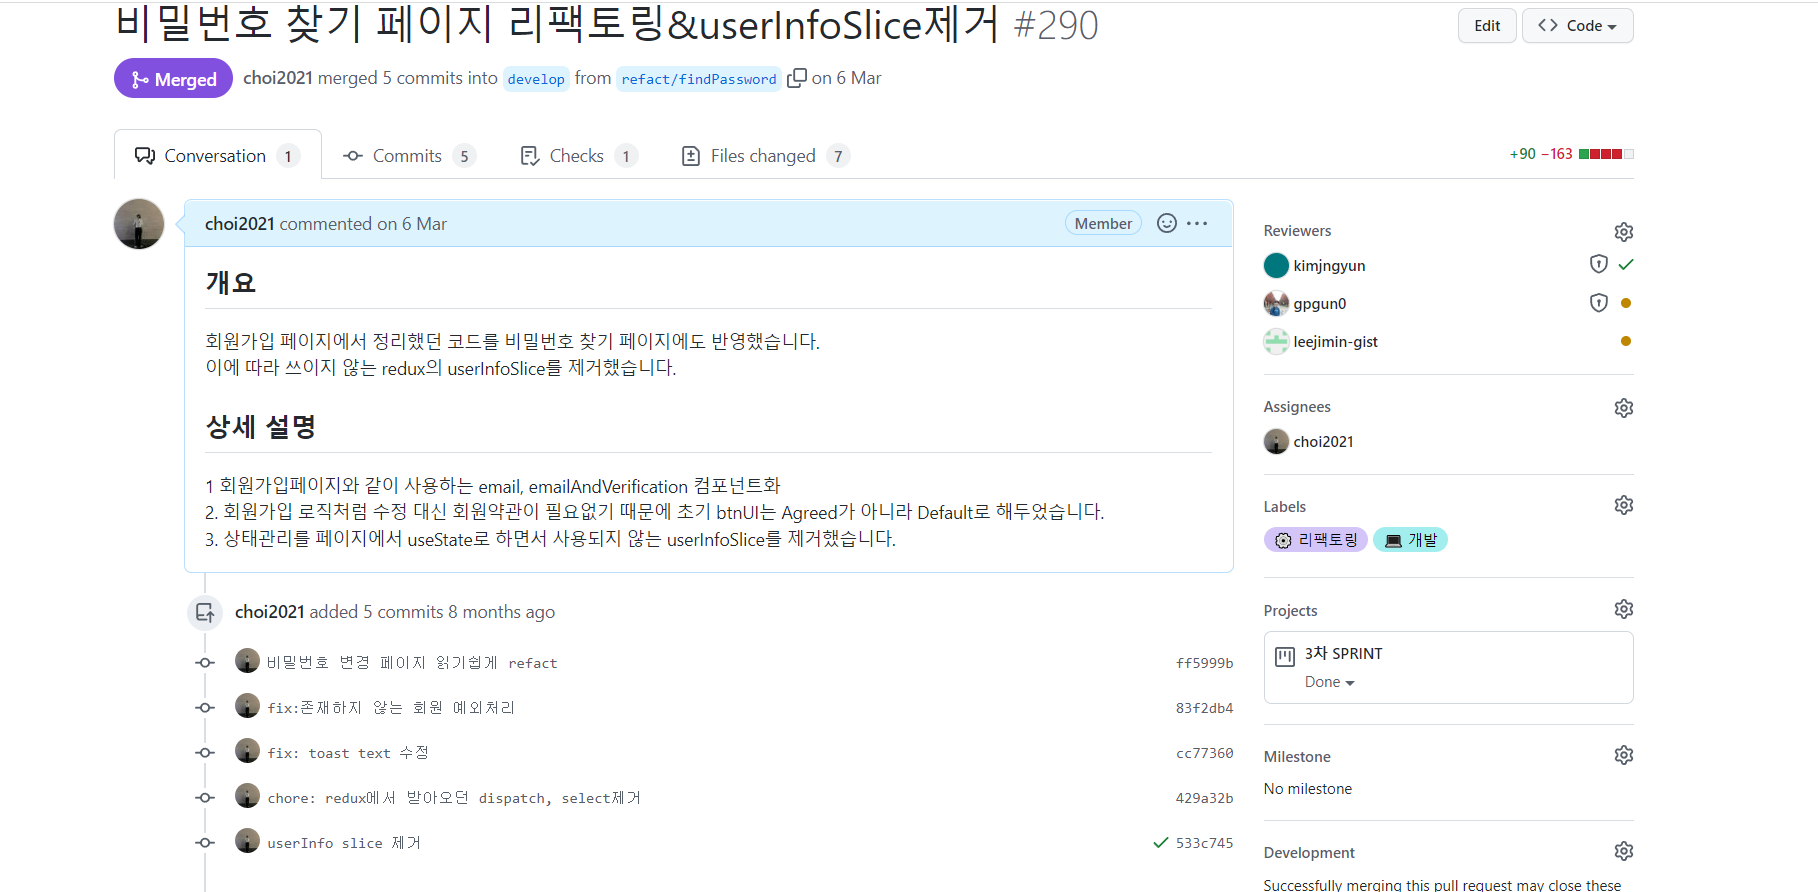 비밀번호 찾기 페이지 리팩토링&userInfoSlice제거 #290
Edit
Code
Merged
choi2021 merged 5 commits into develop from refact/findPassword on 6 Mar
Conversation 1
Commits 5
Checks 1
Files changed 7
+90 −163
choi2021 commented on 6 Mar
Member
개요
회원가입 페이지에서 정리했던 코드를 비밀번호 찾기 페이지에도 반영했습니다.
이에 따라 쓰이지 않는 redux의 userInfoSlice를 제거했습니다.
상세 설명
1 회원가입페이지와 같이 사용하는 email, emailAndVerification 컴포넌트화
2. 회원가입 로직처럼 수정 대신 회원약관이 필요없기 때문에 초기 btnUI는 Agreed가 아니라 Default로 해두었습니다.
3. 상태관리를 페이지에서 useState로 하면서 사용되지 않는 userInfoSlice를 제거했습니다.
choi2021 added 5 commits 8 months ago
비밀번호 변경 페이지 읽기쉽게 refact ff5999b
fix:존재하지 않는 회원 예외처리 83f2db4
fix: toast text 수정 cc77360
chore: redux에서 받아오던 dispatch, select제거 429a32b
userInfo slice 제거 533c745
Reviewers
kimjngyun
gpgun0
leejimin-gist
Assignees
choi2021
Labels
리팩토링
개발
Projects
3차 SPRINT
Done
Milestone
No milestone
Development
Successfully merging this pull request may close these